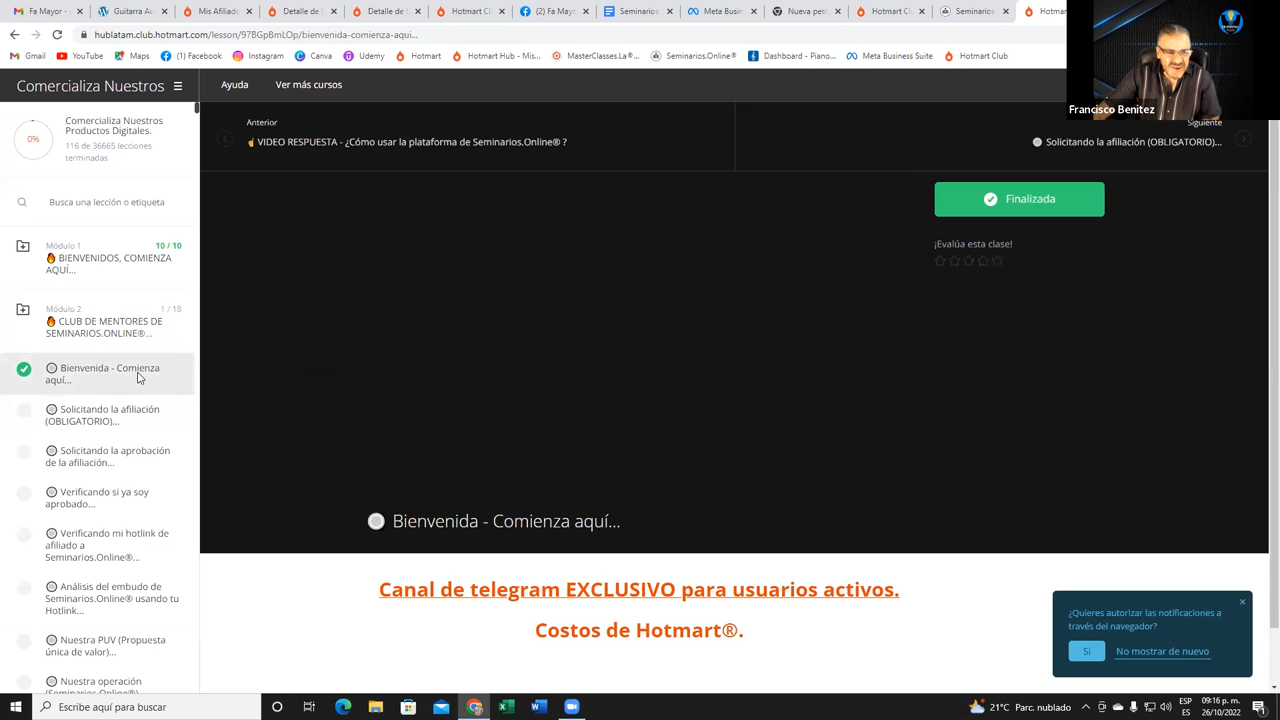 Fa Mayor -
Mis Afiliado
Detalle de
Detalle de
Hotmart
(2) Fa Mayo
Seminarios.
Administrad
Nueva pest
Hotmart
Seminarios
Hotma
hublatam.club.hotmart.com/lesson/97BGpBmLOp/bienvenida-comienza-aqui...
Gmail
YouTube
Maps
(1) Facebook
Instagram
Canva
Udemy
Hotmart
Hotmart Hub - Mis...
MasterClasses.La®...
Seminarios.Online®
Dashboard - Piano...
Meta Business Suite
Hotmart Club
Francisco Benitez
Comercializa Nuestros
Ayuda
Ver más cursos
0%
Comercializa Nuestros
Productos Digitales.
116 de 36665 lecciones
terminadas
Anterior
VIDEO RESPUESTA - ¿Cómo usar la plataforma de Seminarios.Online® ?
Siguiente
Solicitando la afiliación (OBLIGATORIO)...
Busca una lección o etiqueta
Finalizada
¡Evalúa esta clase!
Módulo 1
10 / 10
BIENVENIDOS, COMIENZA
AQUÍ...
Módulo 2
1 / 18
CLUB DE MENTORES DE
SEMINARIOS.ONLINE®...
Bienvenida - Comienza
aquí...
Solicitando la afiliación
(OBLIGATORIO)...
Solicitando la aprobación
de la afiliación...
Verificando si ya soy
aprobado...
Verificando mi hotlink de
afiliado a
Seminarios.Online®...
Análisis del embudo de
Seminarios.Online® usando tu
Hotlink...
Nuestra PUV (Propuesta
única de valor)...
Nuestra operación
(Seminarios.Online®)
Bienvenida - Comienza aquí...
Canal de telegram EXCLUSIVO para usuarios activos.
Costos de Hotmart®.
¿Quieres autorizar las notificaciones a
través del navegador?
Sí
No mostrar de nuevo
Escribe aquí para buscar
21°C Parc. nublado
ESP
ES
09:16 p. m.
26/10/2022